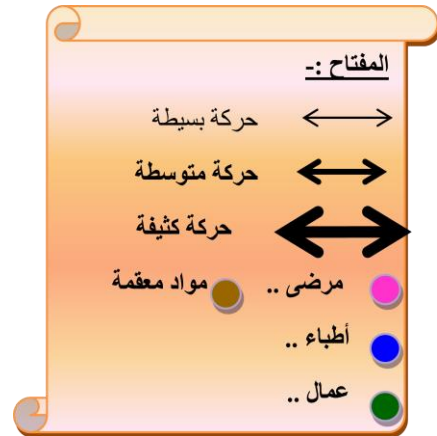 المفتاح :-
حركة بسيطة
حركة متوسطة
حركة كثيفة
مرضى .. مواد معقمة
أطباء ..
عمال ..